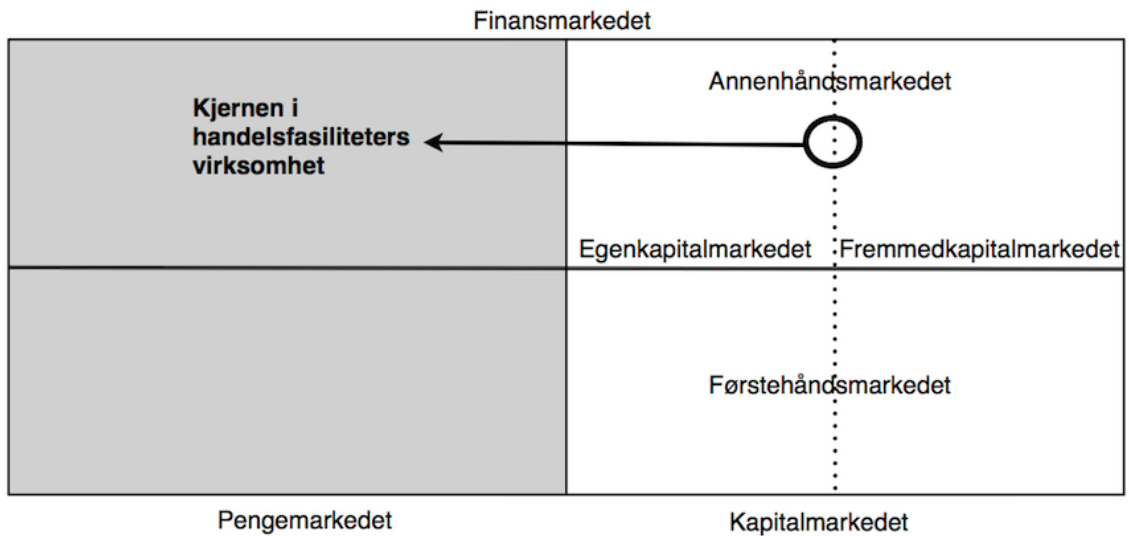 Finansmarkedet
Annenhåndsmarkedet
Kjernen i
handelsfasiliteters
virksomhet
Egenkapitalmarkedet
Fremmedkapitalmarkedet
Førstehåndsmarkedet
Pengemarkedet
Kapitalmarkedet